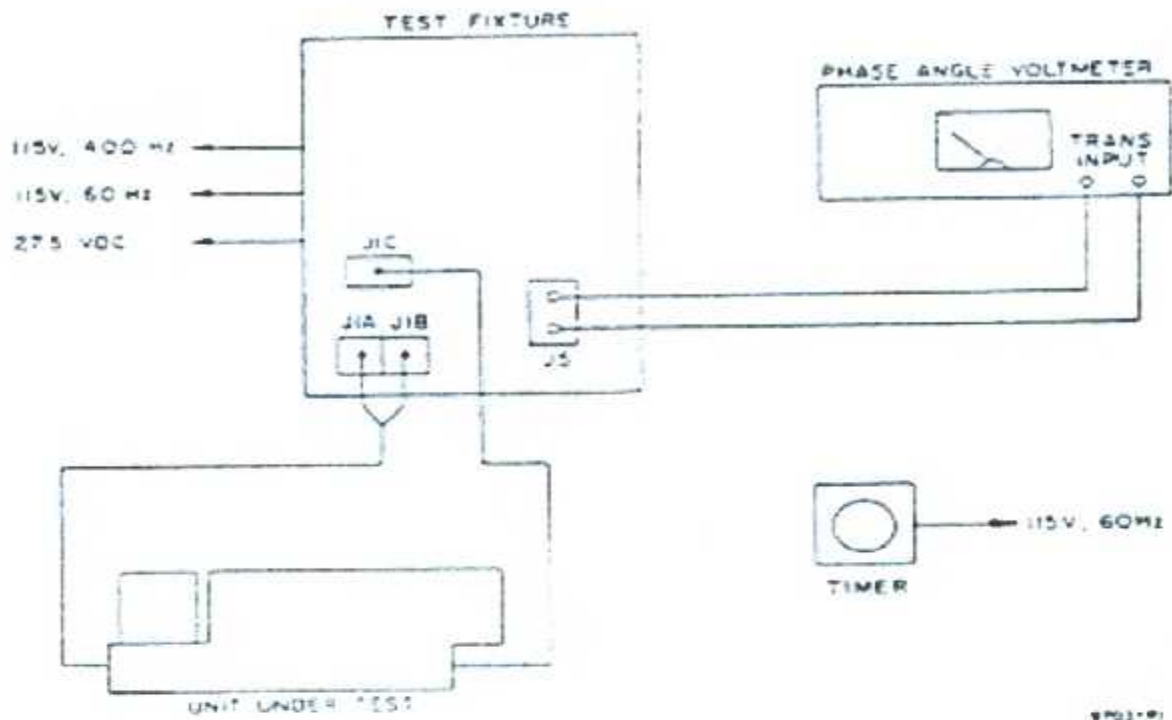 TEST FIXTURE
PHASE ANGLE VOLTMETER
TRANS
INPUT
115V, 400 HZ
115V, 60 HZ
27.5 VDC
J1C
J1A J1B
J5
115V, 60HZ
TIMER
UNIT UNDER TEST